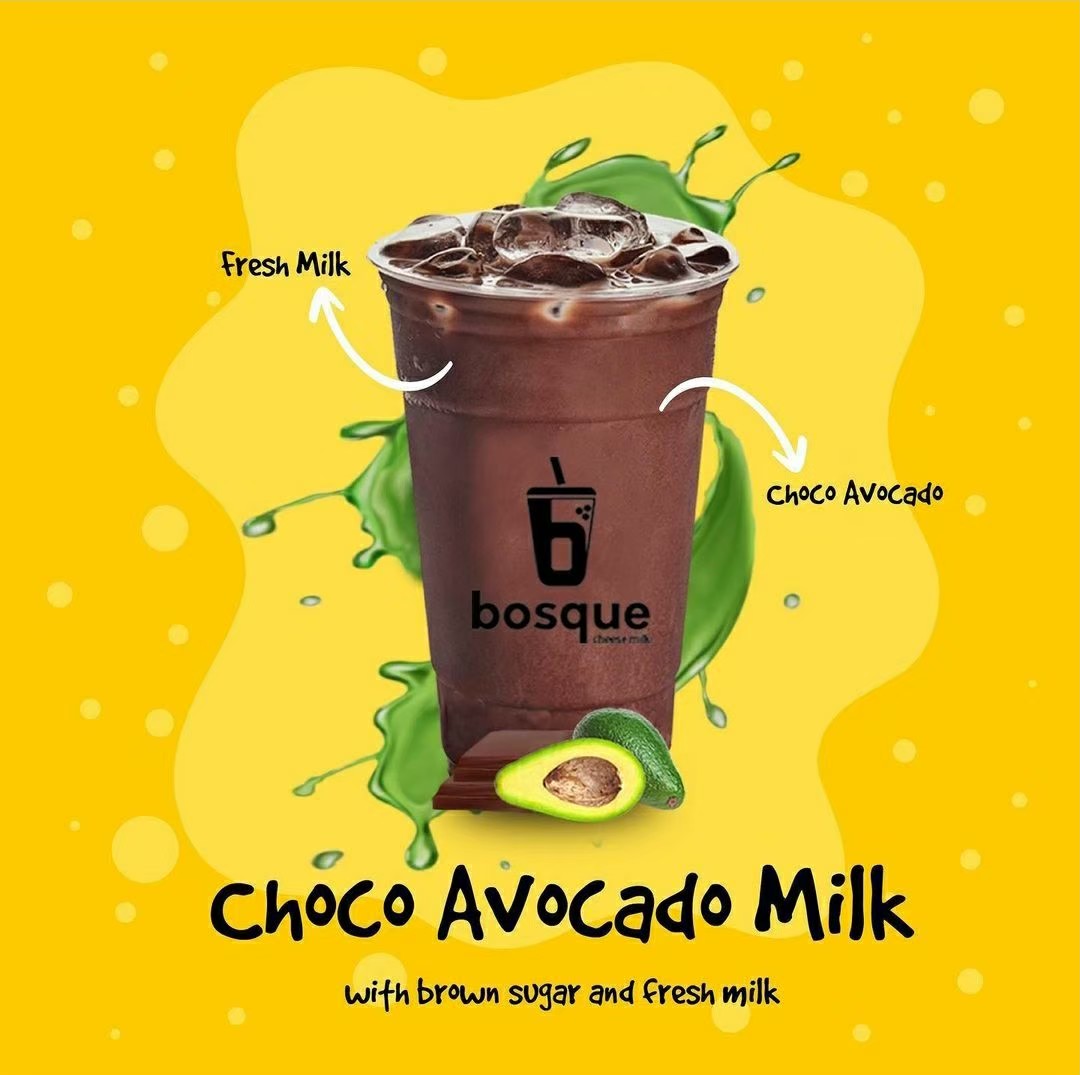 Fresh Milk
Choco Avocado
bosque
cheese milk
Choco Avocado Milk
with brown sugar and fresh milk